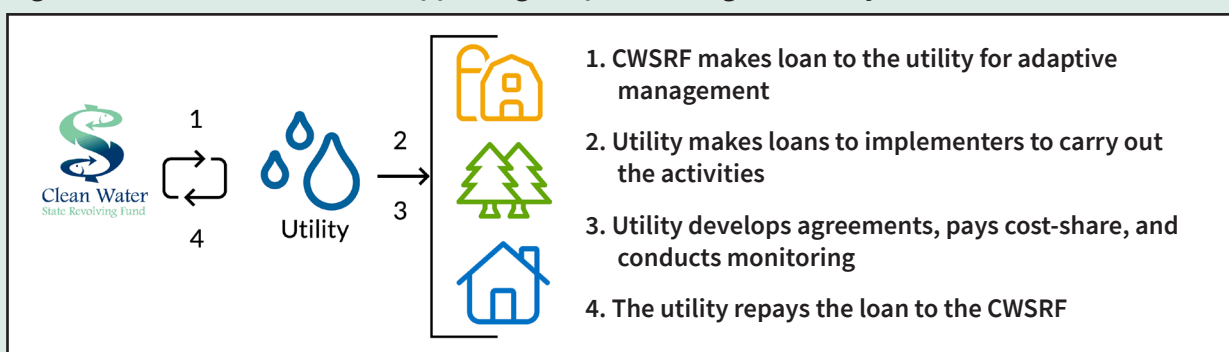 1. CWSRF makes loan to the utility for adaptive
management
1
2
2. Utility makes loans to implementers to carry out
the activities
Clean Water
State Revolving Fund
Utility
4
3
3. Utility develops agreements, pays cost-share, and
conducts monitoring
4. The utility repays the loan to the CWSRF